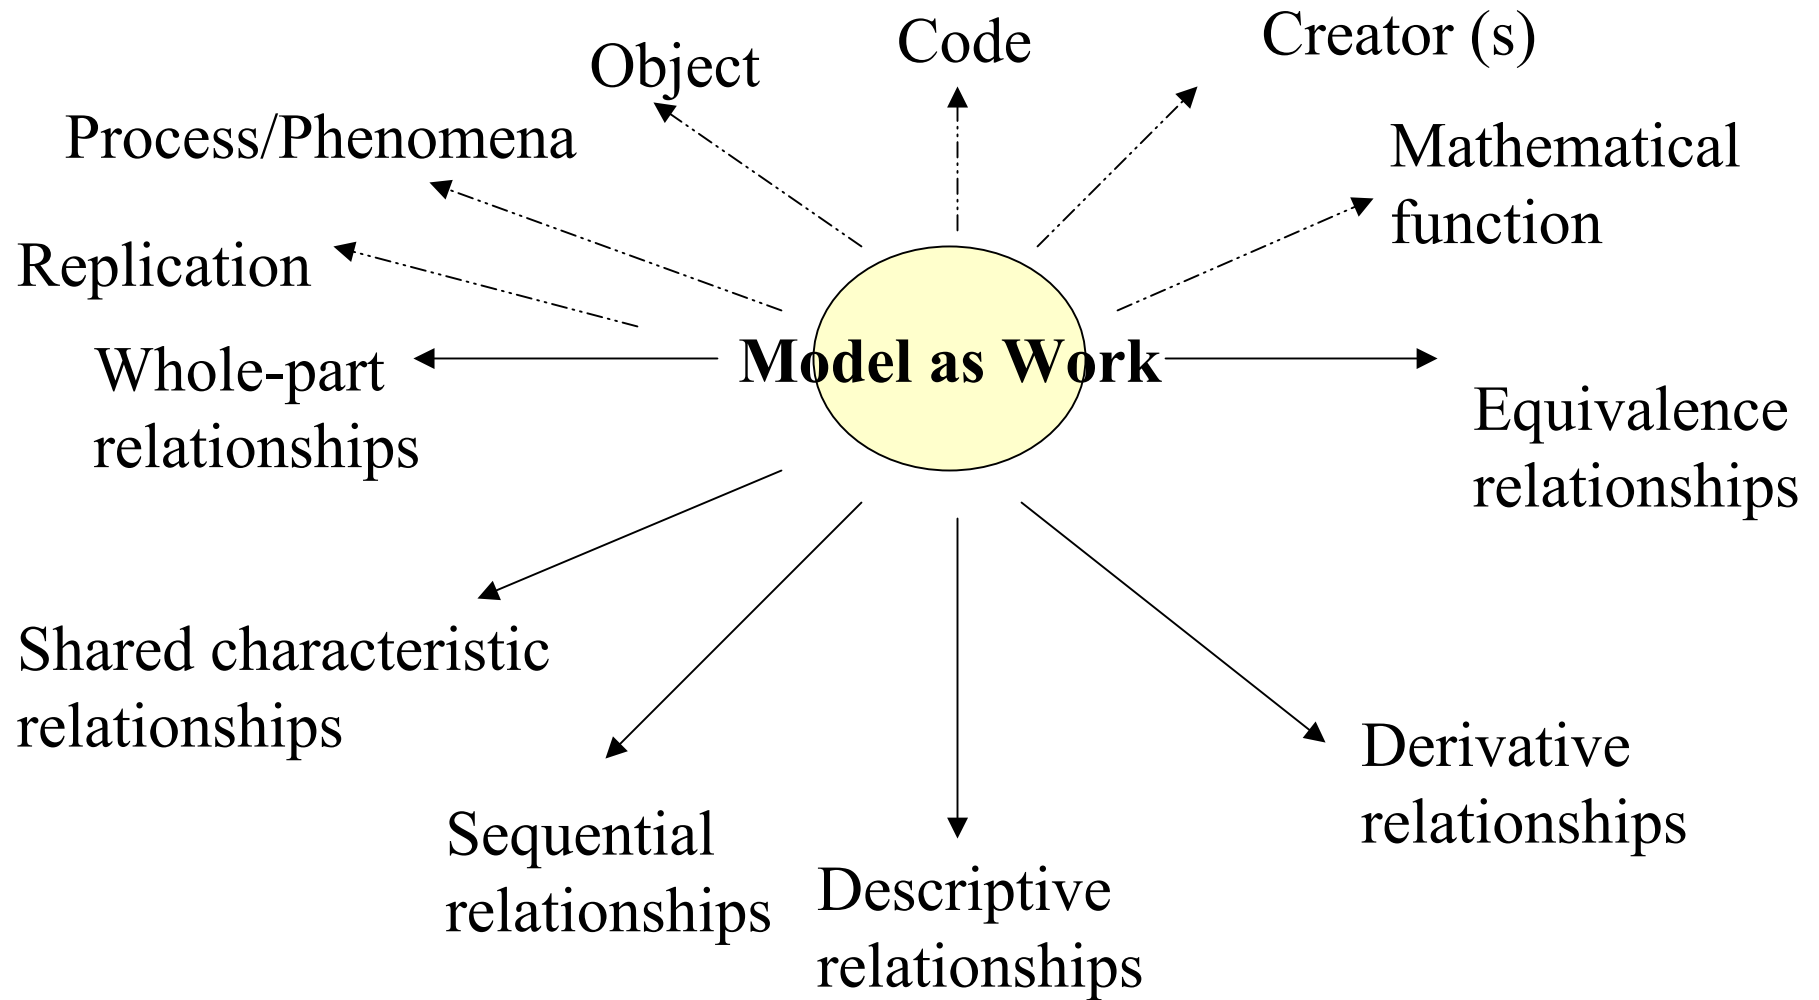 Object
Code
Creator (s)
Process/Phenomena
Mathematical
function
Replication
Whole-part
relationships
Model as Work
Equivalence
relationships
Shared characteristic
relationships
Sequential
relationships
Descriptive
relationships
Derivative
relationships